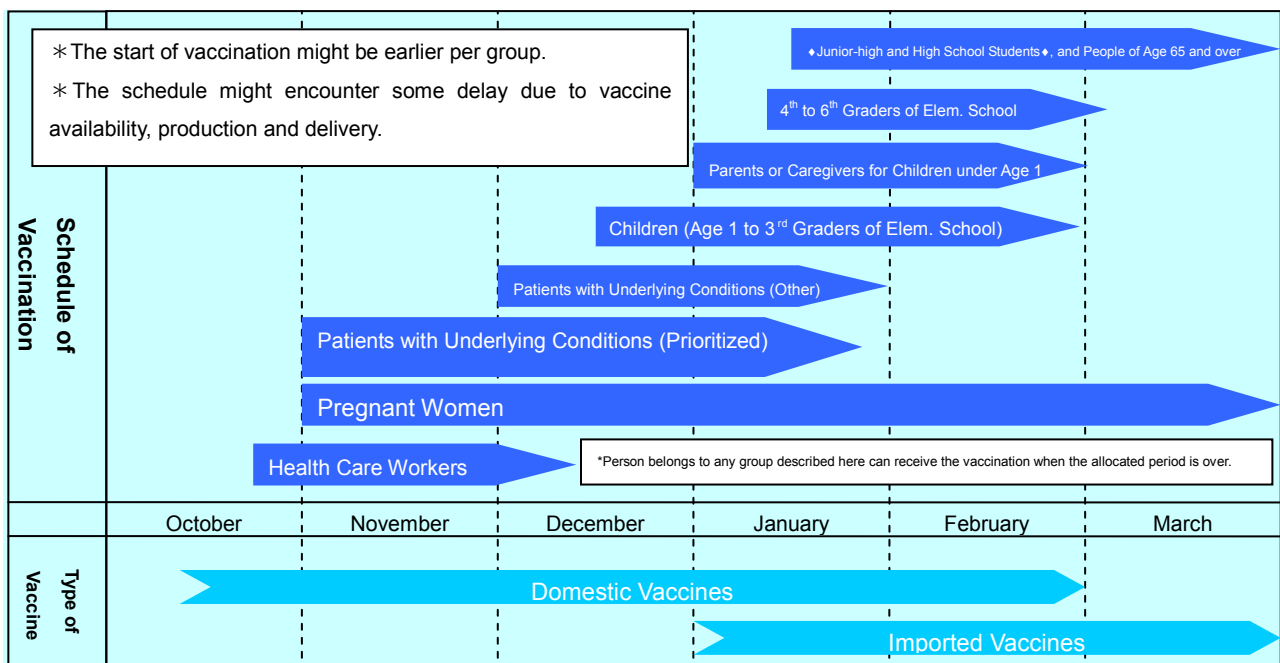 Schedule of
Vaccination
＊The start of vaccination might be earlier per group.
＊The schedule might encounter some delay due to vaccine
availability, production and delivery.
♦Junior-high and High School Students♦, and People of Age 65 and over
4th to 6th Graders of Elem. School
Parents or Caregivers for Children under Age 1
Children (Age 1 to 3rd Graders of Elem. School)
Patients with Underlying Conditions (Other)
Patients with Underlying Conditions (Prioritized)
Pregnant Women
Health Care Workers
*Person belongs to any group described here can receive the vaccination when the allocated period is over.
October
November
December
January
February
March
Type of
Vaccine
Domestic Vaccines
Imported Vaccines